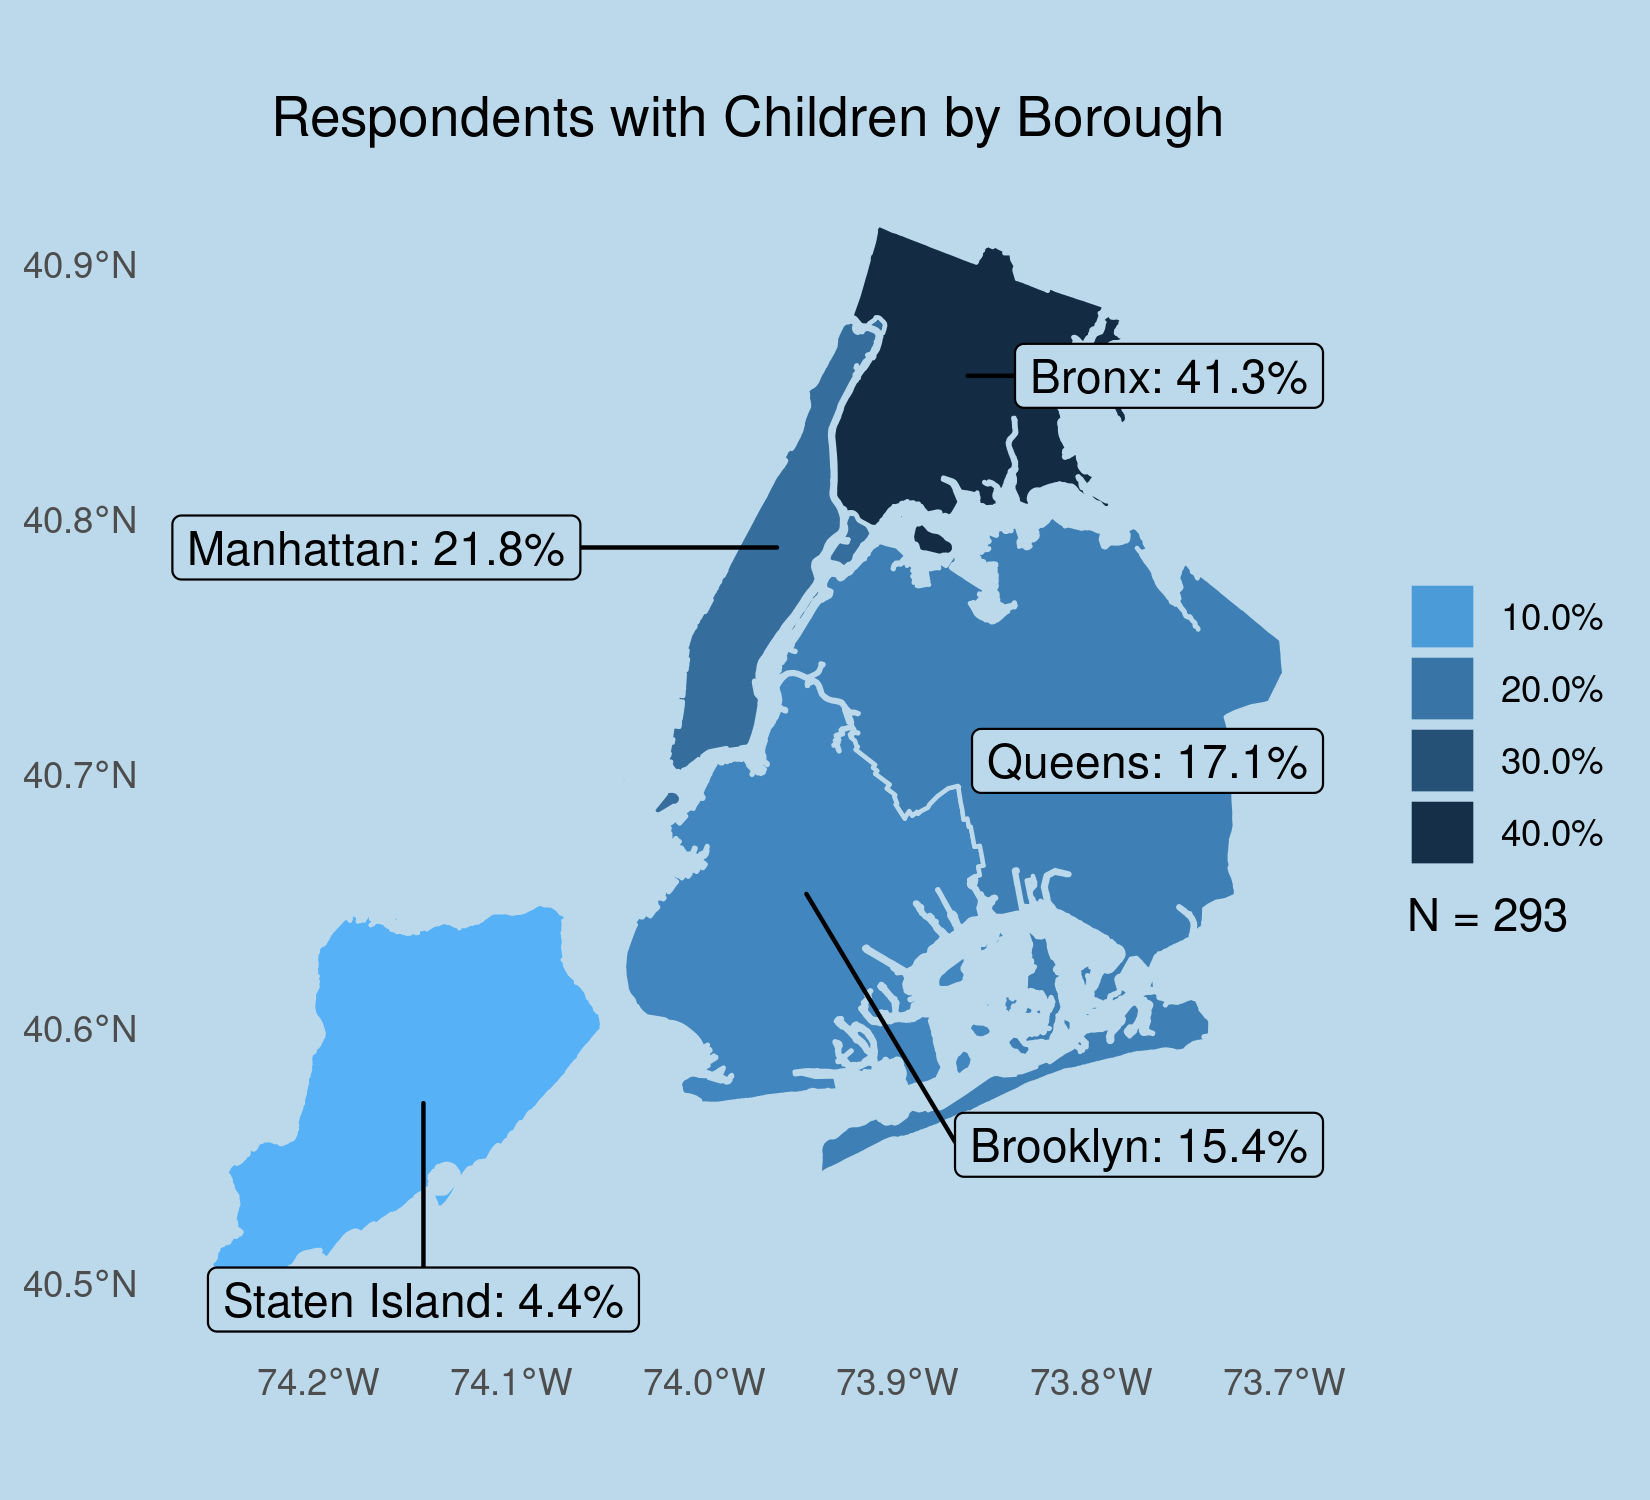 Respondents with Children by Borough
40.9°N
40.8°N
40.7°N
40.6°N
40.5°N
Bronx: 41.3%
Manhattan: 21.8%
Queens: 17.1%
Brooklyn: 15.4%
Staten Island: 4.4%
10.0%
20.0%
30.0%
40.0%
N = 293
74.2°W
74.1°W
74.0°W
73.9°W
73.8°W
73.7°W